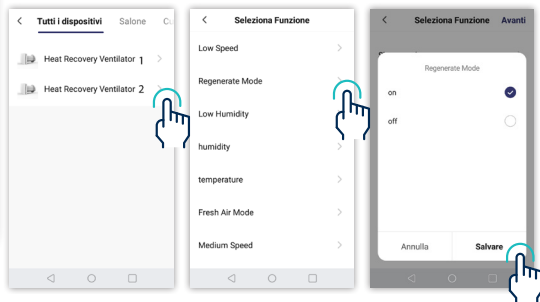 Tutti i dispositivi Salone
Heat Recovery Ventilator 1
Heat Recovery Ventilator 2
Seleziona Funzione
Low Speed
Regenerate Mode
Low Humidity
humidity
temperature
Fresh Air Mode
Medium Speed
Seleziona Funzione Avanti
Regenerate Mode
on
off
Annulla Salvare